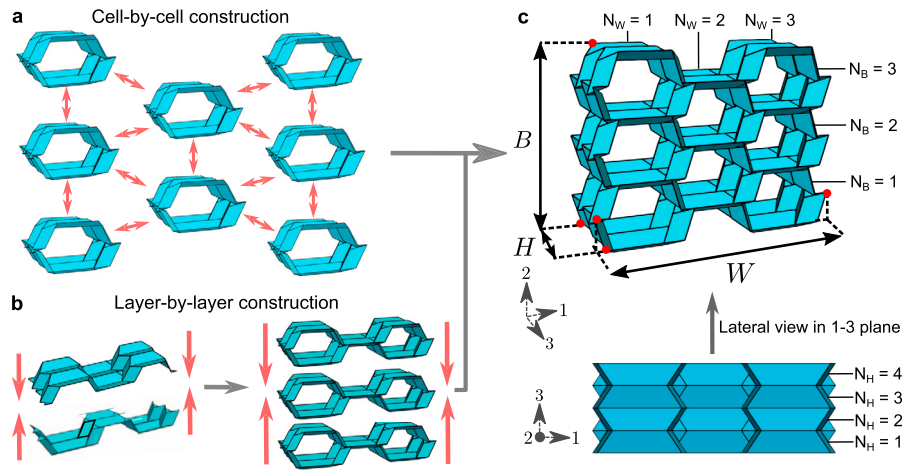 a
Cell-by-cell construction
b
Layer-by-layer construction
c
N_W = 1
N_W = 2
N_W = 3
N_B = 3
N_B = 2
N_B = 1
B
H
W
2
1
3
Lateral view in 1-3 plane
3
2
1
N_H = 4
N_H = 3
N_H = 2
N_H = 1